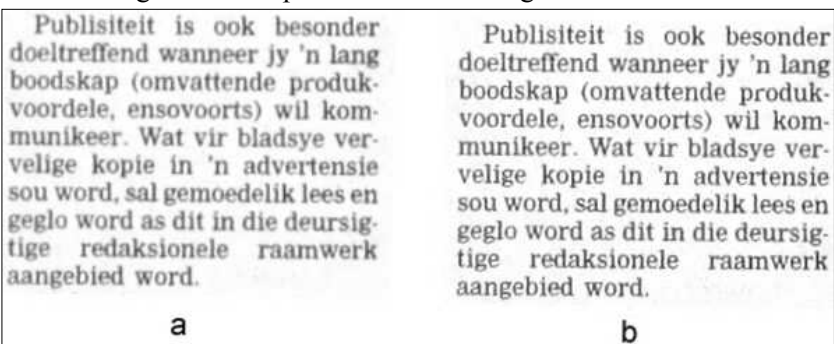 Publisiteit is ook besonder
doeltreffend wanneer jy 'n lang
boodskap (omvattende produk-
voordele, ensovoorts) wil kom-
munikeer. Wat vir bladsye ver-
velige kopie in 'n advertensie
sou word, sal gemoedelik lees en
geglo word as dit in die deursig-
tige redaksionele raamwerk
aangebied word.
a
Publisiteit is ook besonder
doeltreffend wanneer jy 'n lang
boodskap (omvattende produk-
voordele, ensovoorts) wil kom-
munikeer. Wat vir bladsye ver-
velige kopie in 'n advertensie
sou word, sal gemoedelik lees en
geglo word as dit in die deursig-
tige redaksionele raamwerk
aangebied word.
b